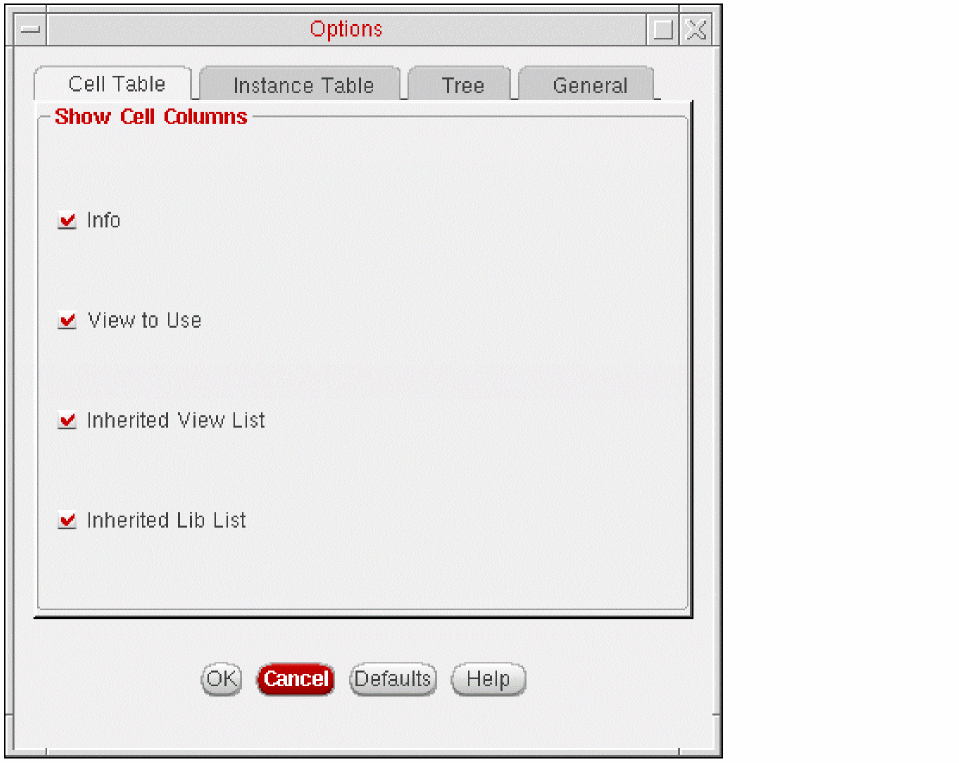 Options
Cell Table Instance Table Tree General
Show Cell Columns
Info
View to Use
Inherited View List
Inherited Lib List
OK Cancel Defaults Help